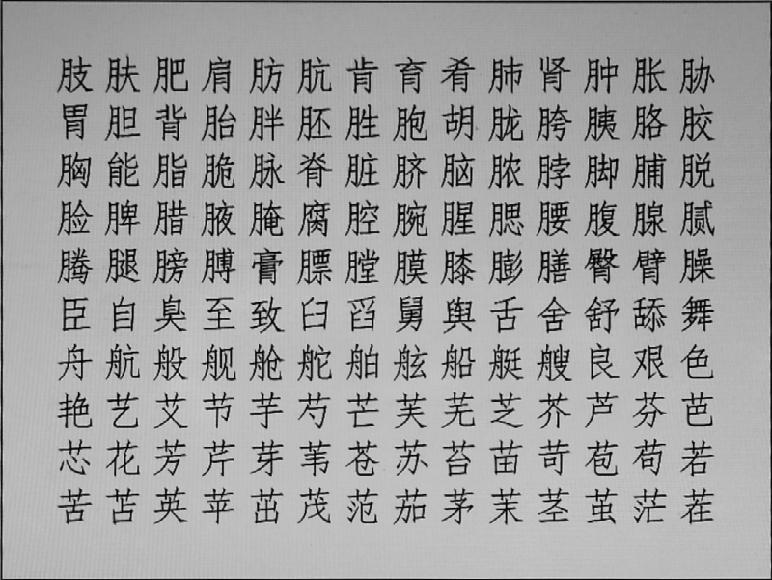 肢肤肥肩肪肮肯育肴肺肾肿胀胁
胃胆背胎胖胚胜胞胡胧胯胰胳胶
胸能脂脆脉脊脏脐脑脓脖脚脯脱
脸脾腊腋腌腐腔腕腥腮腰腹腺腻
腾腿膀膊膏膘膛膜膝膨膳臀臂臊
臣自臭至致臼舀舅舆舌舍舒舔舞
舟航般舰舱舵舶舷船艇艘良艰色
艳艺艾节芋芍芒芙芜芝芥芦芬芭
芯花芳芹芽苇苍苏苔苗苛苞苟若
苦苫英苹茁茂范茄茅茉茎茧茫茬